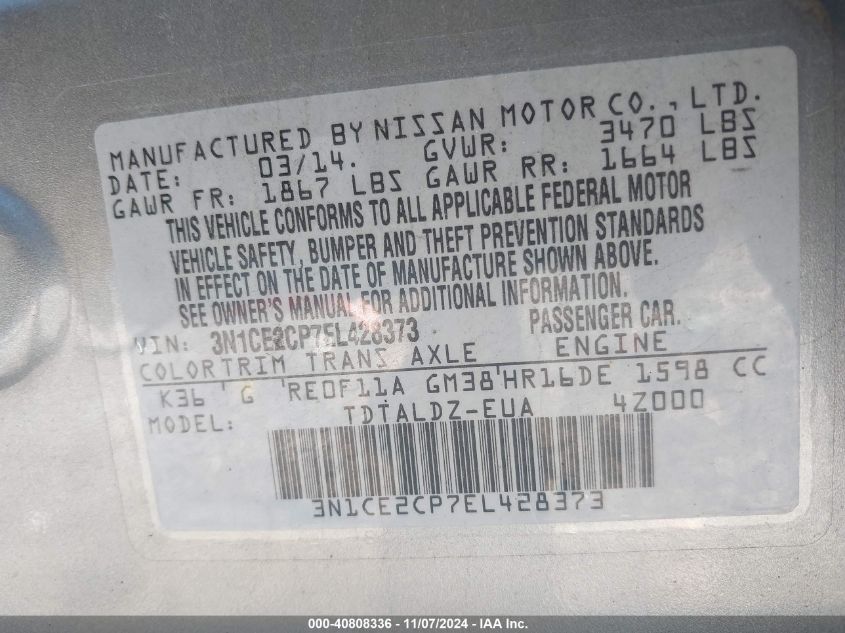 MANUFACTURED BY NISSAN MOTOR CO., LTD.
DATE: 03/14. GVWR: 3470 LBS
GAWR FR: 1867 LBS GAWR RR: 1664 LBS
THIS VEHICLE CONFORMS TO ALL APPLICABLE FEDERAL MOTOR
VEHICLE SAFETY, BUMPER AND THEFT PREVENTION STANDARDS
IN EFFECT ON THE DATE OF MANUFACTURE SHOWN ABOVE.
SEE OWNER'S MANUAL FOR ADDITIONAL INFORMATION.
VIN: 3N1CE2CP7EL428373 PASSENGER CAR.
COLOR TRIM TRANS AXLE ENGINE
K36 G RE0F11A GM38 HR16DE 1598 CC
MODEL: TDTALDZ-EUA 4Z000
3N1CE2CP7EL428373
000-40808336 - 11/07/2024 - IAA Inc.